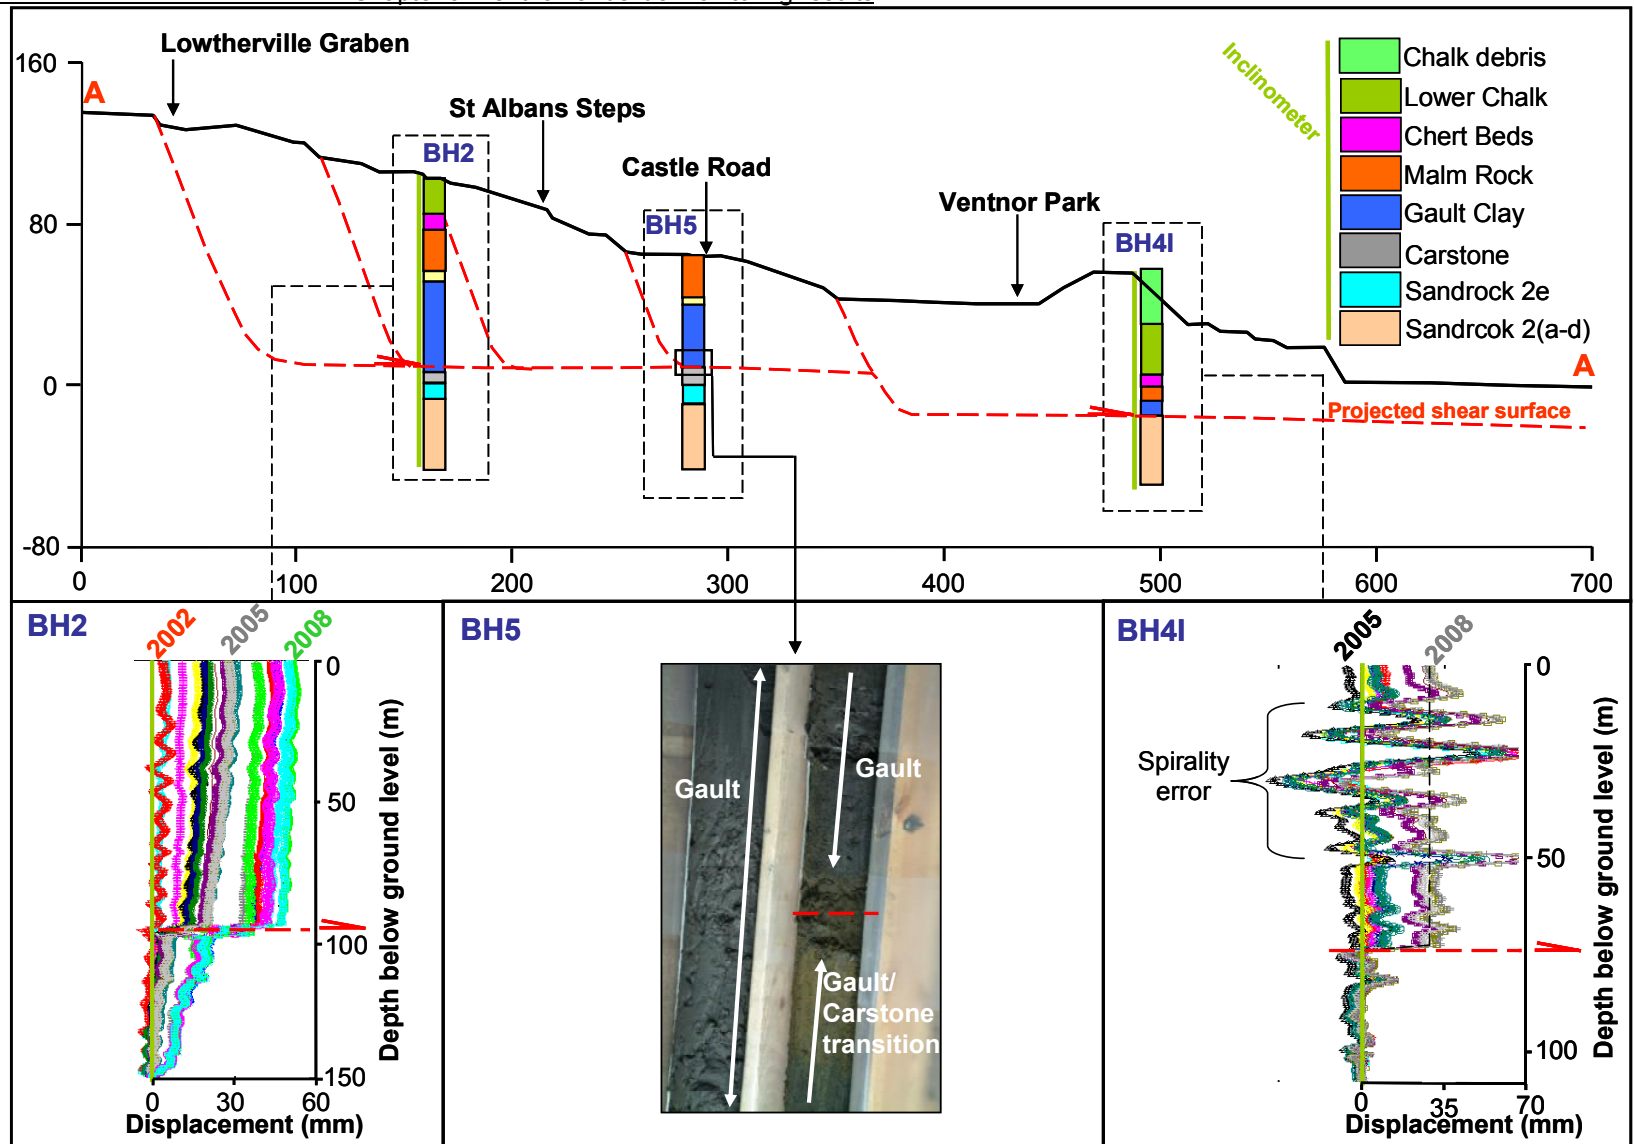 Lowtherville Graben
160
A
St Albans Steps
BH2
Castle Road
BH5
Ventnor Park
BH4I
Inclinometer
Chalk debris
Lower Chalk
Chert Beds
Malm Rock
Gault Clay
Carstone
Sandrock 2e
Sandrcok 2(a-d)
80
0
A
Projected shear surface
-80
0
100
200
300
400
500
600
700
BH2
2002
2005
2008
0
50
100
150
Depth below ground level (m)
0
30
60
Displacement (mm)
BH5
Gault
Gault
Gault/
Carstone
transition
BH4I
2005
2008
Spirality
error
0
50
100
Depth below ground level (m)
0
35
70
Displacement (mm)